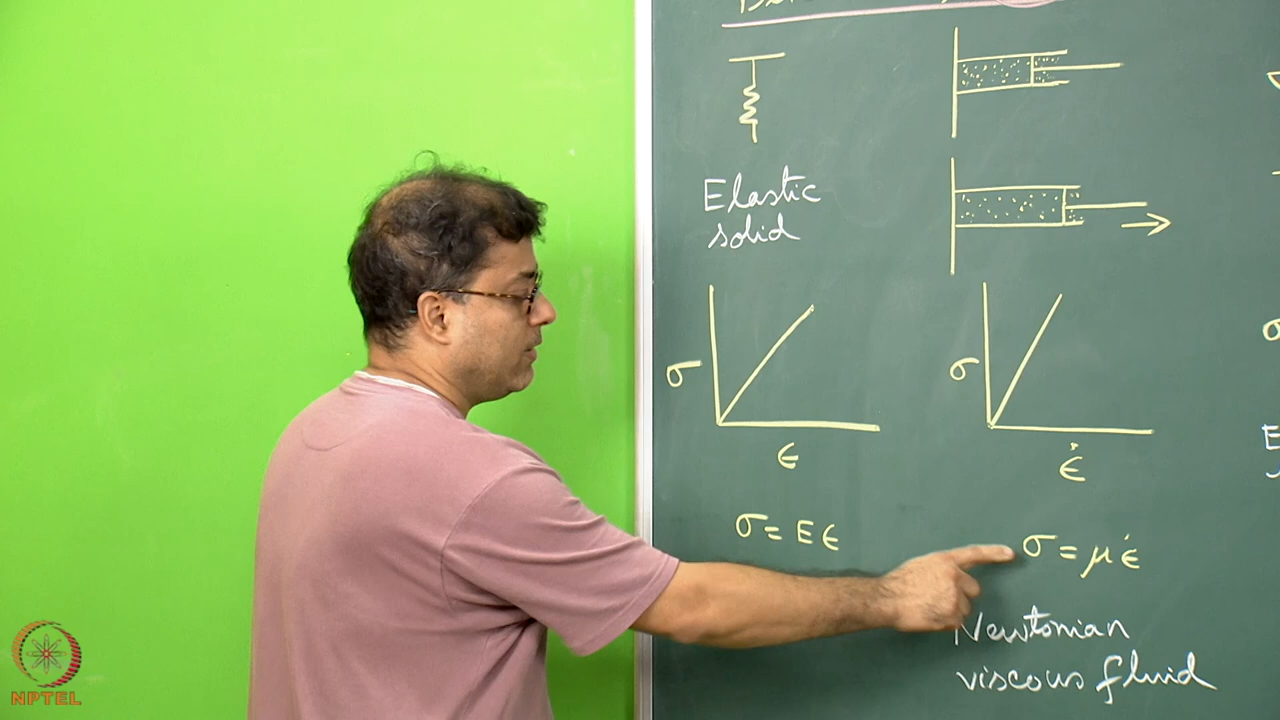 Elastic
solid
σ
ϵ
σ = E ϵ
σ
ϵ̇
σ = μ ϵ̇
Newtonian
viscous fluid
NPTEL